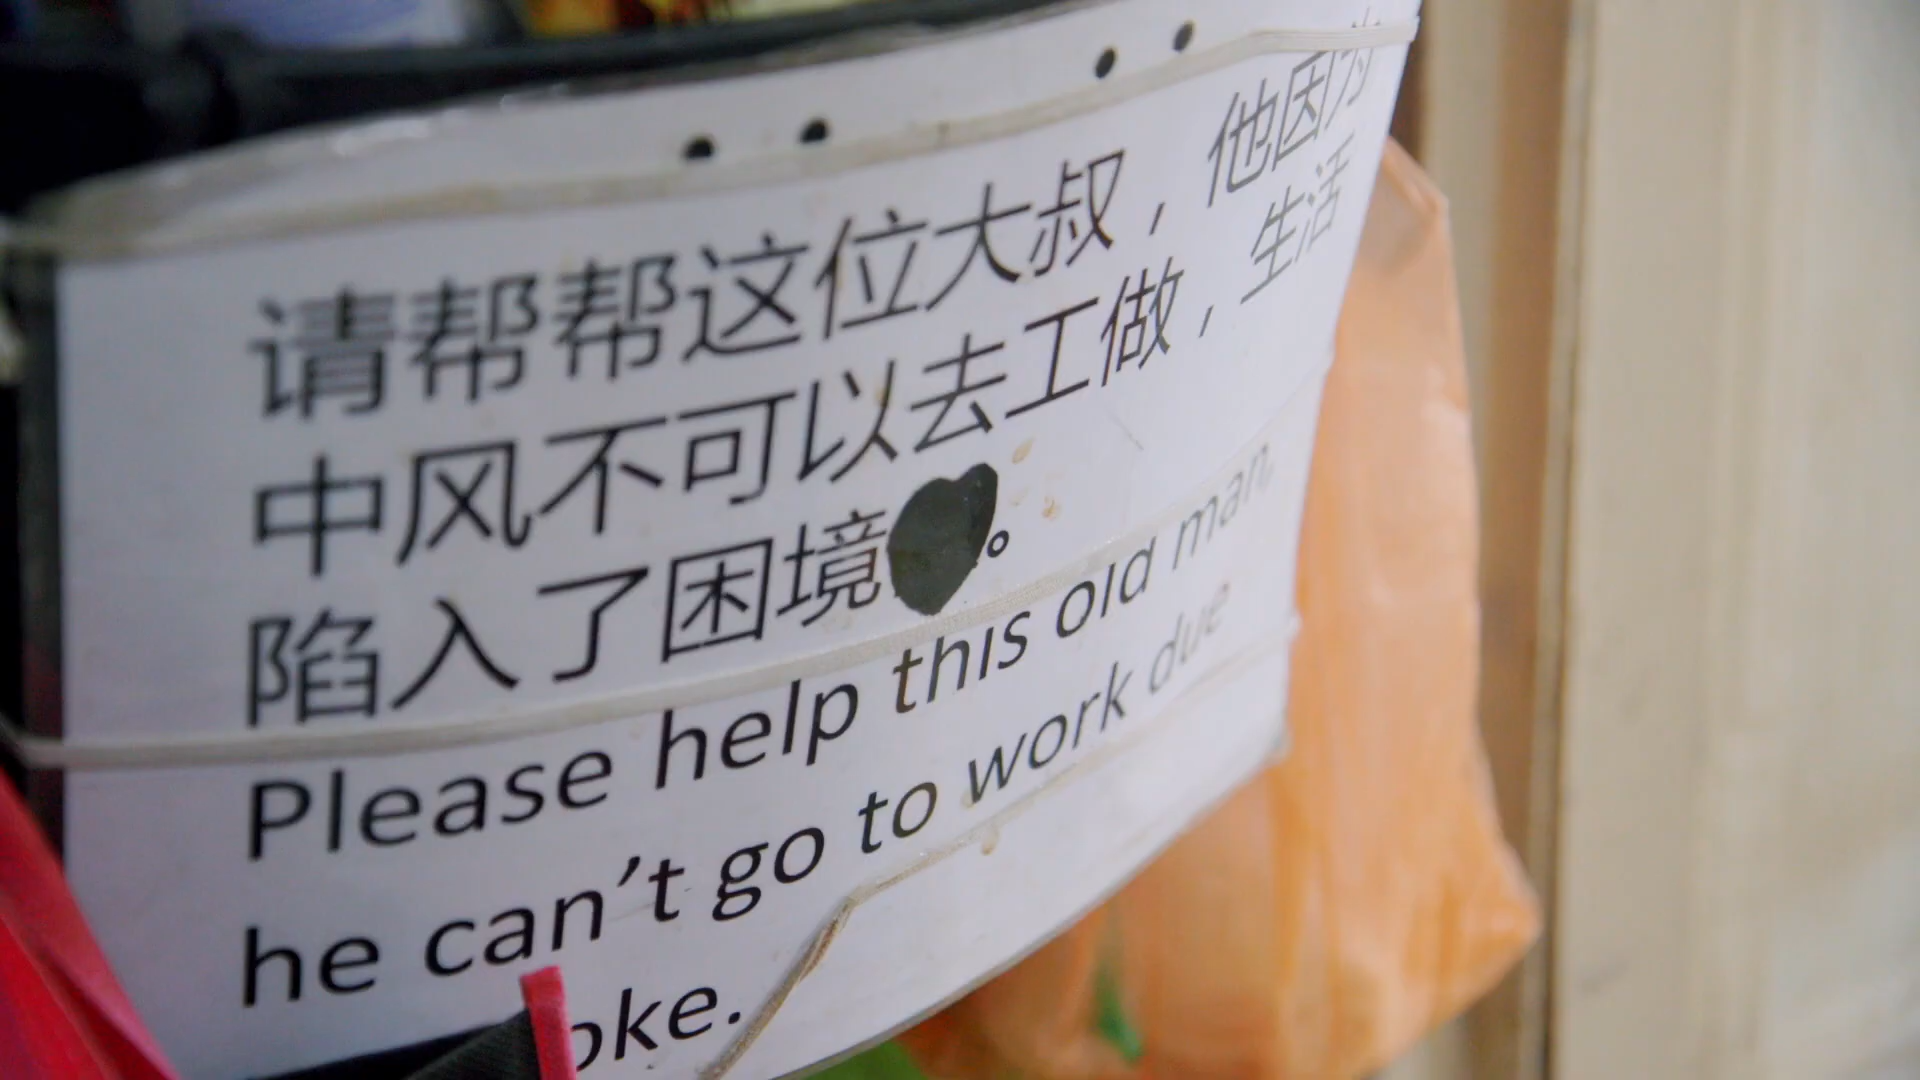 请帮帮这位大叔，他因为
中风不可以去工做，生活
陷入了困境。
Please help this old man,
he can't go to work due
oke.